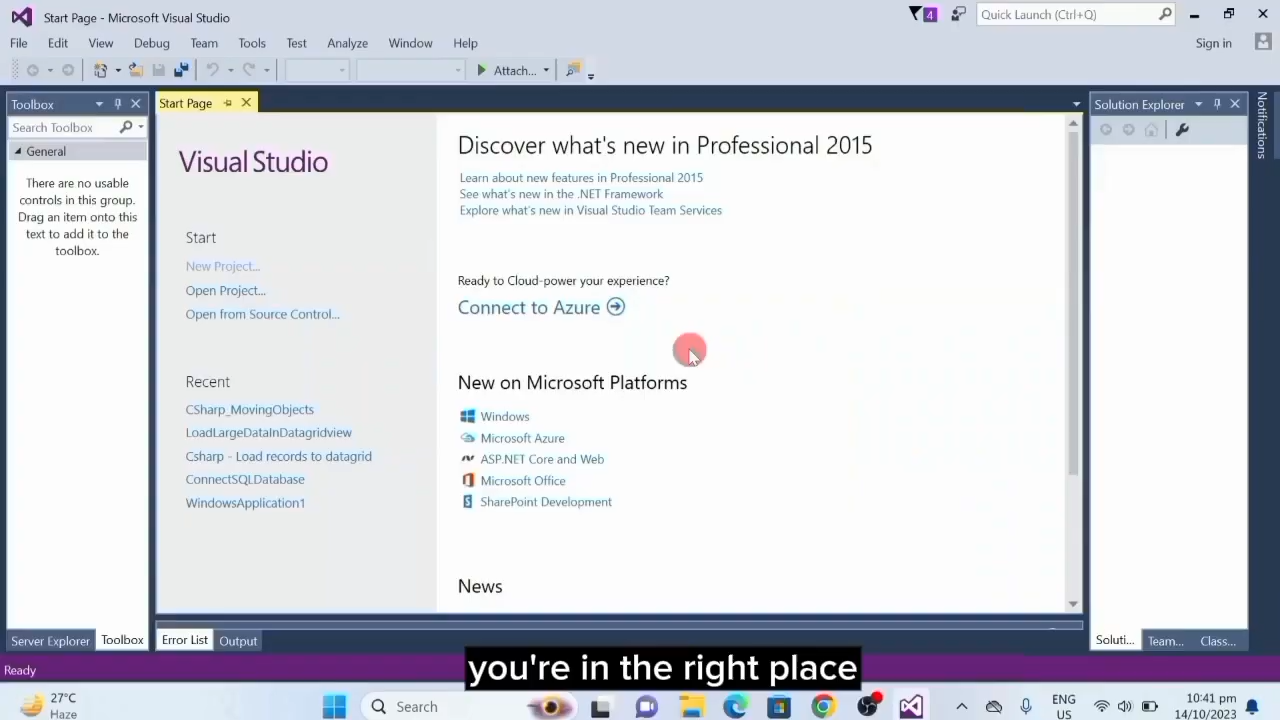 Start Page - Microsoft Visual Studio
4
Quick Launch (Ctrl+Q)
File Edit View Debug Team Tools Test Analyze Window Help
Sign in
Attach...
Toolbox
Search Toolbox
General
There are no usable
controls in this group.
Drag an item onto this
text to add it to the
toolbox.
Server Explorer Toolbox
Start Page
Visual Studio
Start
New Project...
Open Project...
Open from Source Control...
Recent
CSharp_MovingObjects
LoadLargeDataInDatagridview
Csharp - Load records to datagrid
ConnectSQLDatabase
WindowsApplication1
Discover what's new in Professional 2015
Learn about new features in Professional 2015
See what's new in the .NET Framework
Explore what's new in Visual Studio Team Services
Ready to Cloud-power your experience?
Connect to Azure
New on Microsoft Platforms
Windows
Microsoft Azure
ASP.NET Core and Web
Microsoft Office
SharePoint Development
News
Error List Output
Solution Explorer
Soluti... Team... Class...
Notifications
Ready
you're in the right place
27°C
Haze
Search
ENG
US
10:41 pm
14/10/2023